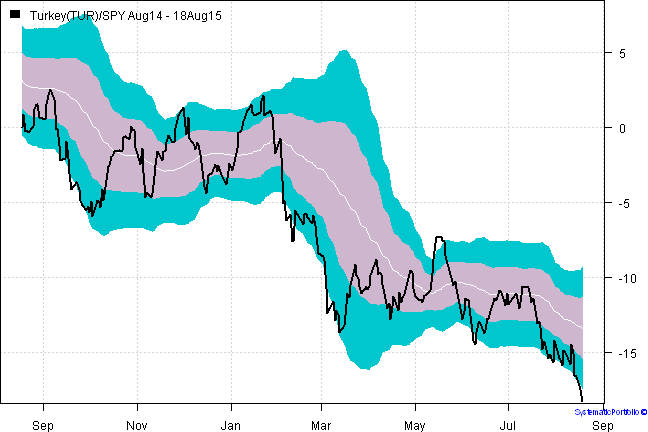 Turkey(TUR)/SPY Aug14 - 18Aug15
5
0
-5
-10
-15
Sep Nov Jan Mar May Jul Sep
SystematicPortfolio ©